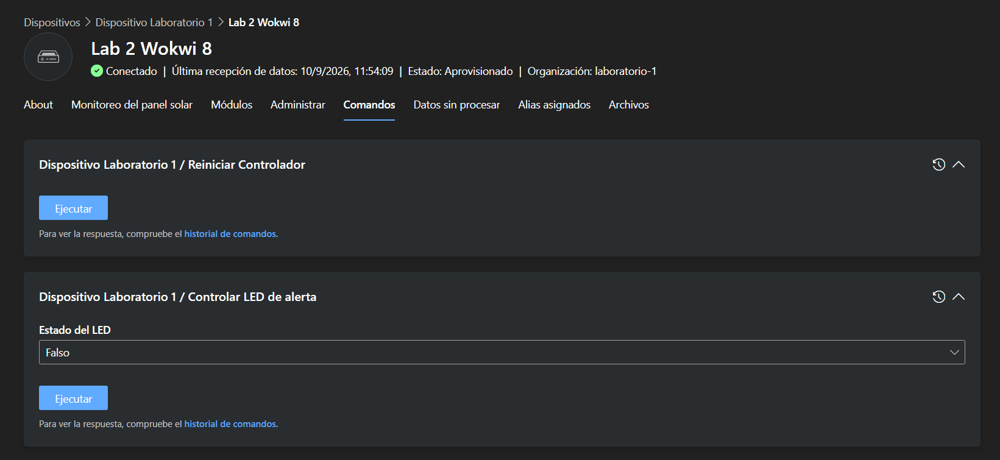 Dispositivos > Dispositivo Laboratorio 1 > Lab 2 Wokwi 8
Lab 2 Wokwi 8
Conectado | Última recepción de datos: 10/9/2026, 11:54:09 | Estado: Aprovisionado | Organización: laboratorio-1
About Monitoreo del panel solar Módulos Administrar Comandos Datos sin procesar Alias asignados Archivos
Dispositivo Laboratorio 1 / Reiniciar Controlador
Ejecutar
Para ver la respuesta, compruebe el historial de comandos.
Dispositivo Laboratorio 1 / Controlar LED de alerta
Estado del LED
Falso
Ejecutar
Para ver la respuesta, compruebe el historial de comandos.